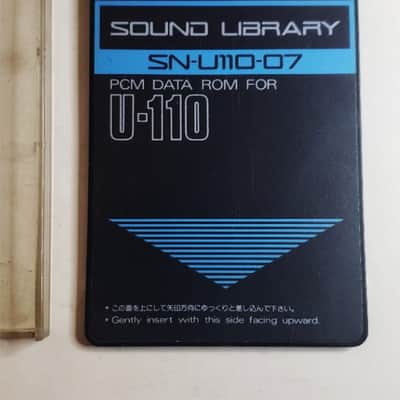 SOUND LIBRARY
SN-U110-07
PCM DATA ROM FOR
U-110
* この面を上にして矢印方向にゆっくりと差し込んで下さい。
* Gently insert with this side facing upward.